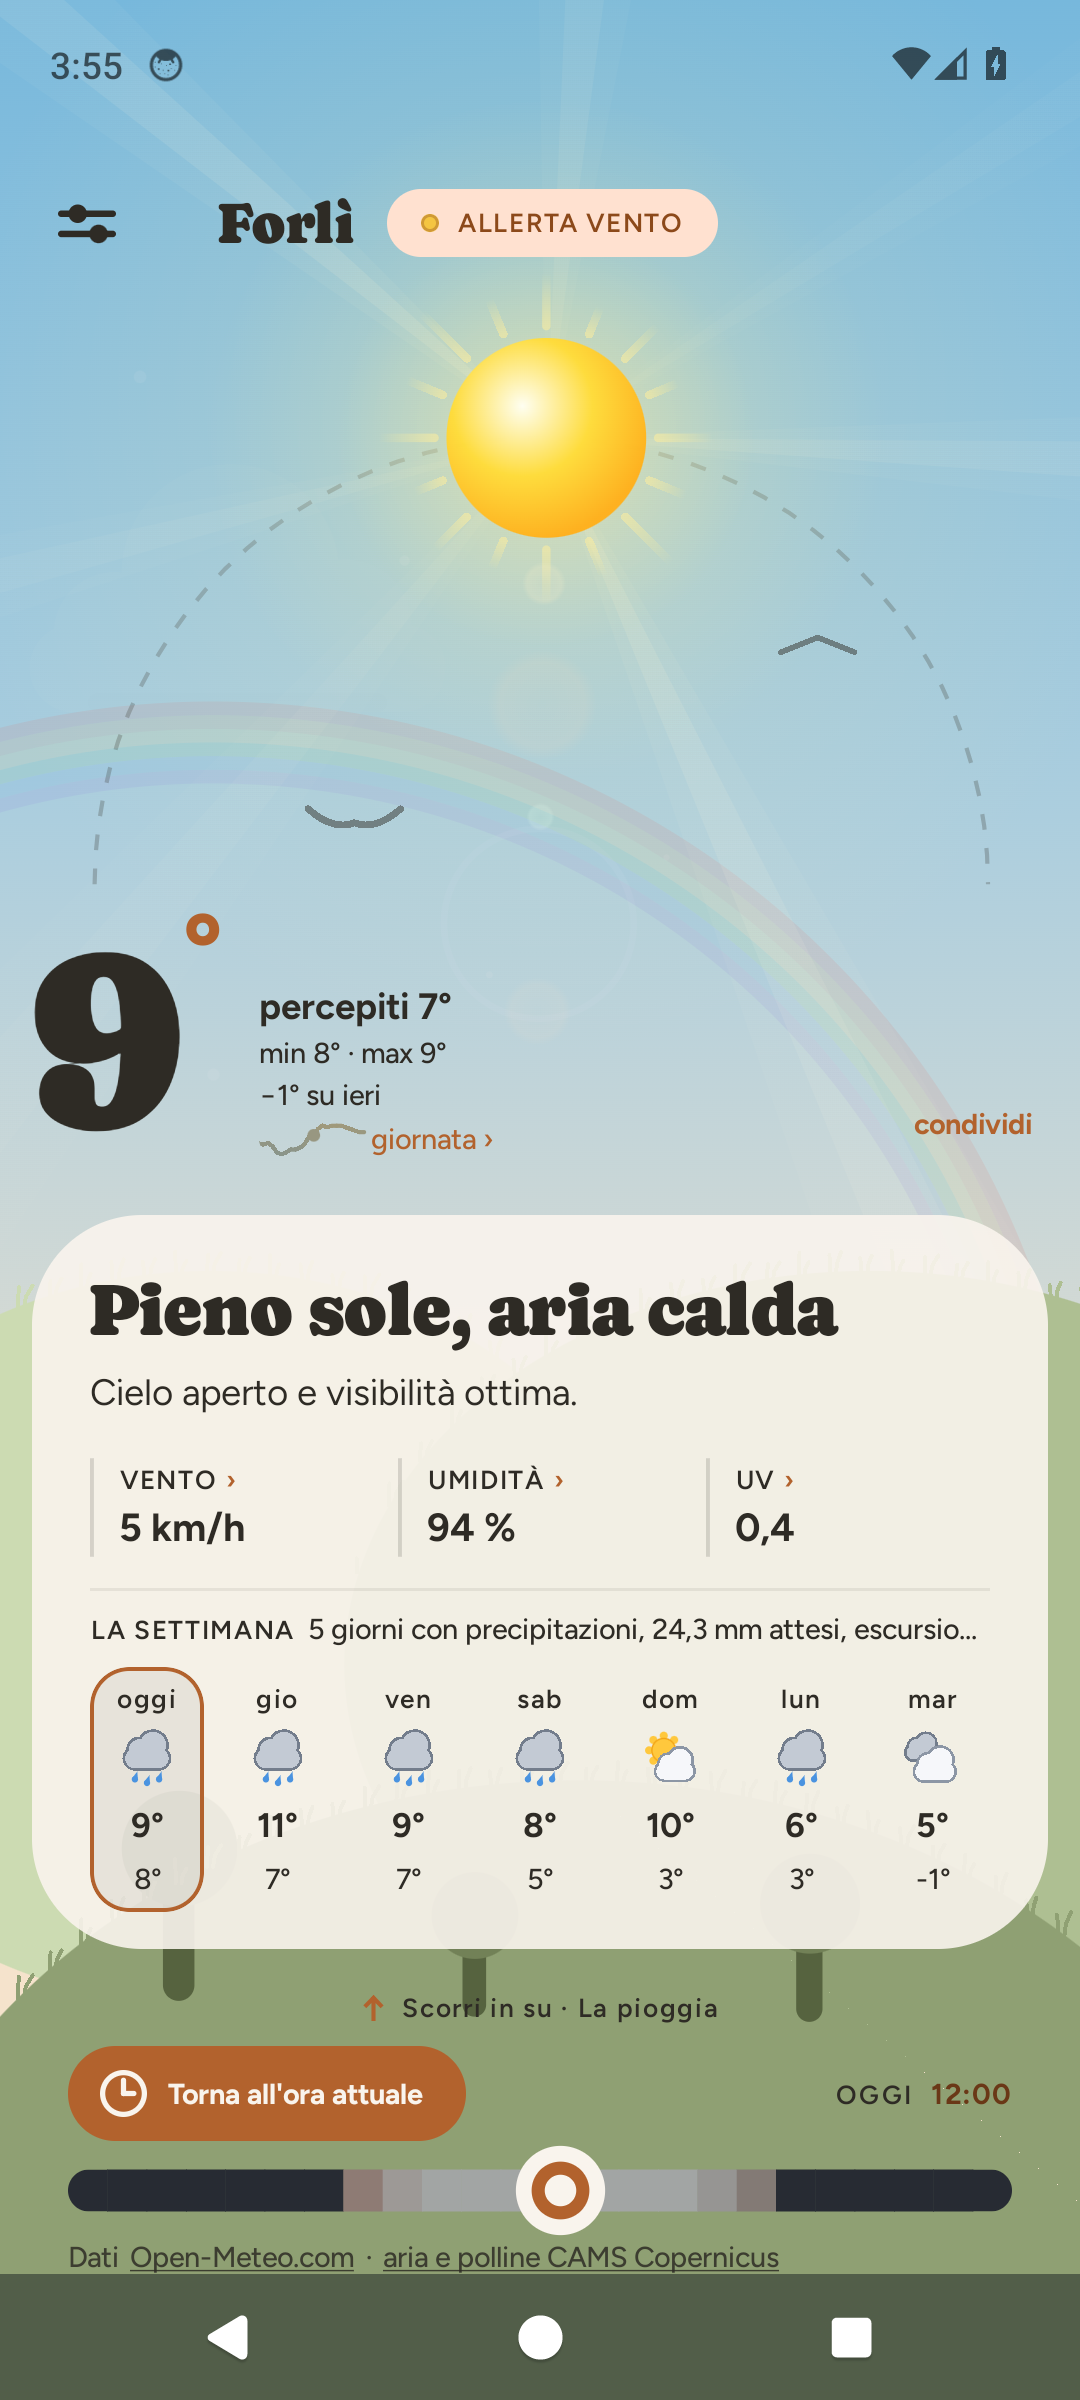 3:55
Forlì
ALLERTA VENTO
9°
percepiti 7°
min 8° · max 9°
−1° su ieri
giornata ›
condividi
Pieno sole, aria calda
Cielo aperto e visibilità ottima.
VENTO › UMIDITÀ › UV ›
5 km/h 94 % 0,4
LA SETTIMANA 5 giorni con precipitazioni, 24,3 mm attesi, escursio…
oggi gio ven sab dom lun mar
9° 11° 9° 8° 10° 6° 5°
8° 7° 7° 5° 3° 3° -1°
↑ Scorri in su · La pioggia
Torna all'ora attuale
OGGI 12:00
Dati Open-Meteo.com · aria e polline CAMS Copernicus